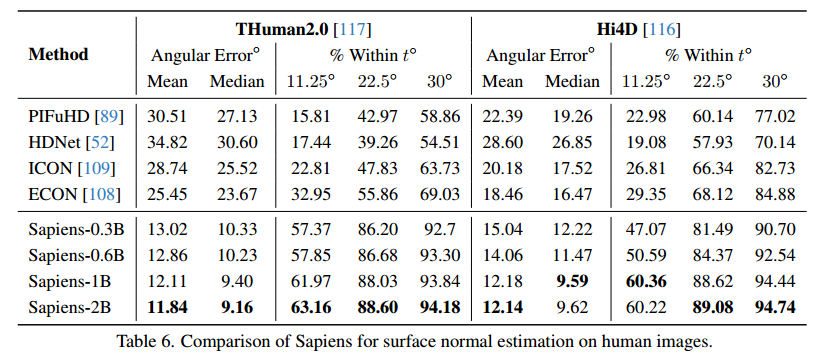 THuman2.0 [117] Hi4D [116]
Method Angular Error° % Within t° Angular Error° % Within t°
Mean Median 11.25° 22.5° 30° Mean Median 11.25° 22.5° 30°
PIFuHD [89] 30.51 27.13 15.81 42.97 58.86 22.39 19.26 22.98 60.14 77.02
HDNet [52] 34.82 30.60 17.44 39.26 54.51 28.60 26.85 19.08 57.93 70.14
ICON [109] 28.74 25.52 22.81 47.83 63.73 20.18 17.52 26.81 66.34 82.73
ECON [108] 25.45 23.67 32.95 55.86 69.03 18.46 16.47 29.35 68.12 84.88
Sapiens-0.3B 13.02 10.33 57.37 86.20 92.7 15.04 12.22 47.07 81.49 90.70
Sapiens-0.6B 12.86 10.23 57.85 86.68 93.30 14.06 11.47 50.59 84.37 92.54
Sapiens-1B 12.11 9.40 61.97 88.03 93.84 12.18 9.59 60.36 88.62 94.44
Sapiens-2B 11.84 9.16 63.16 88.60 94.18 12.14 9.62 60.22 89.08 94.74
Table 6. Comparison of Sapiens for surface normal estimation on human images.